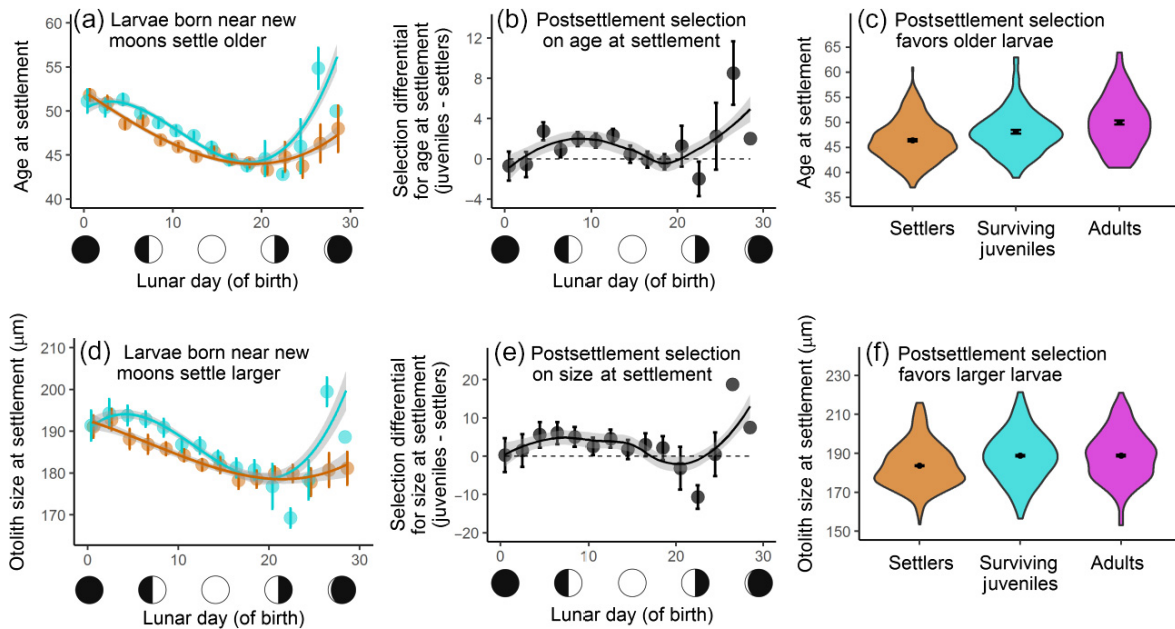 (a) Larvae born near new
moons settle older
Age at settlement
60
55
50
45
40
0 10 20 30
Lunar day (of birth)
(b) Postsettlement selection
on age at settlement
Selection differential
for age at settlement
(juveniles - settlers)
12
8
4
0
−4
0 10 20 30
Lunar day (of birth)
(c) Postsettlement selection
favors older larvae
Age at settlement
65
60
55
50
45
40
35
Settlers Surviving Adults
juveniles
(d) Larvae born near new
moons settle larger
Otolith size at settlement (μm)
210
200
190
180
170
0 10 20 30
Lunar day (of birth)
(e) Postsettlement selection
on size at settlement
Selection differential
for size at settlement
(juveniles - settlers)
20
10
0
−10
−20
0 10 20 30
Lunar day (of birth)
(f) Postsettlement selection
favors larger larvae
Otolith size at settlement (μm)
230
210
190
170
150
Settlers Surviving Adults
juveniles